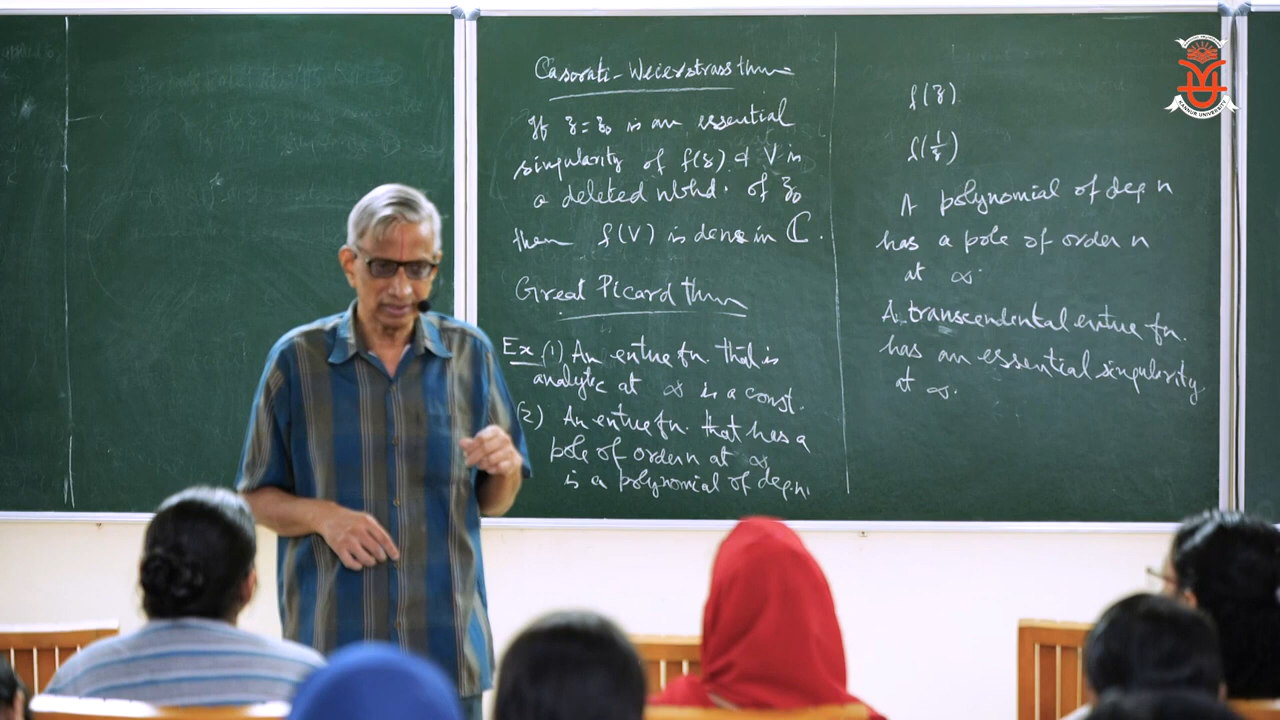 Casorati-Weierstrass thm
If z = z₀ is an essential
singularity of f(z) & V is
a deleted nbhd. of z₀
then f(V) is dense in ℂ.
Great Picard thm
Ex (1) An entire fn. that is
analytic at ∞ is a const.
(2) An entire fn. that has a
pole of order n at ∞
is a polynomial of deg n.
f(z)
f(1/z)
A polynomial of deg n
has a pole of order n
at ∞.
A transcendental entire fn.
has an essential singularity
at ∞.
KANNUR UNIVERSITY